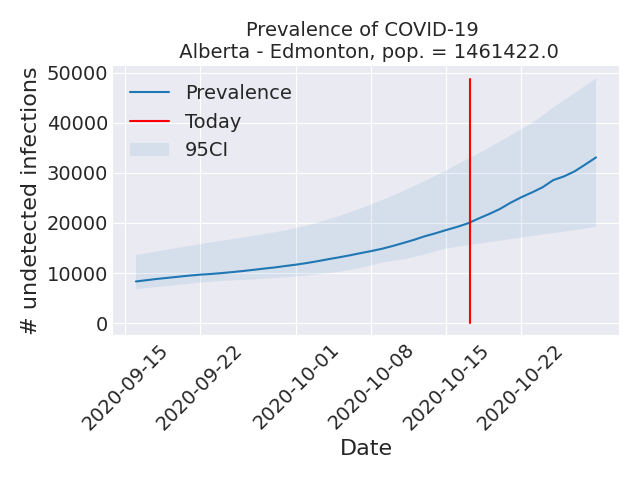 Prevalence of COVID-19
Alberta - Edmonton, pop. = 1461422.0
# undetected infections
50000
40000
30000
20000
10000
0
Prevalence
Today
95CI
2020-09-15
2020-09-22
2020-10-01
2020-10-08
2020-10-15
2020-10-22
Date